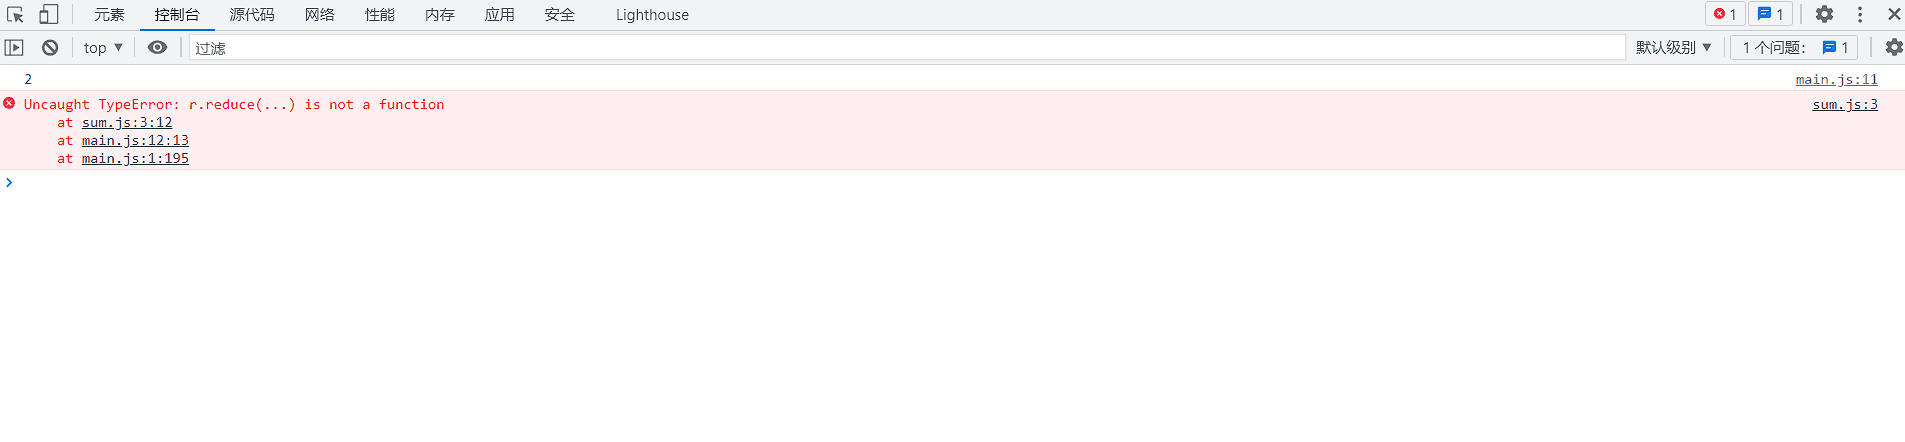 元素 控制台 源代码 网络 性能 内存 应用 安全 Lighthouse 1 1
top 过滤 默认级别 1 个问题: 1
2 main.js:11
Uncaught TypeError: r.reduce(...) is not a function sum.js:3
at sum.js:3:12
at main.js:12:13
at main.js:1:195